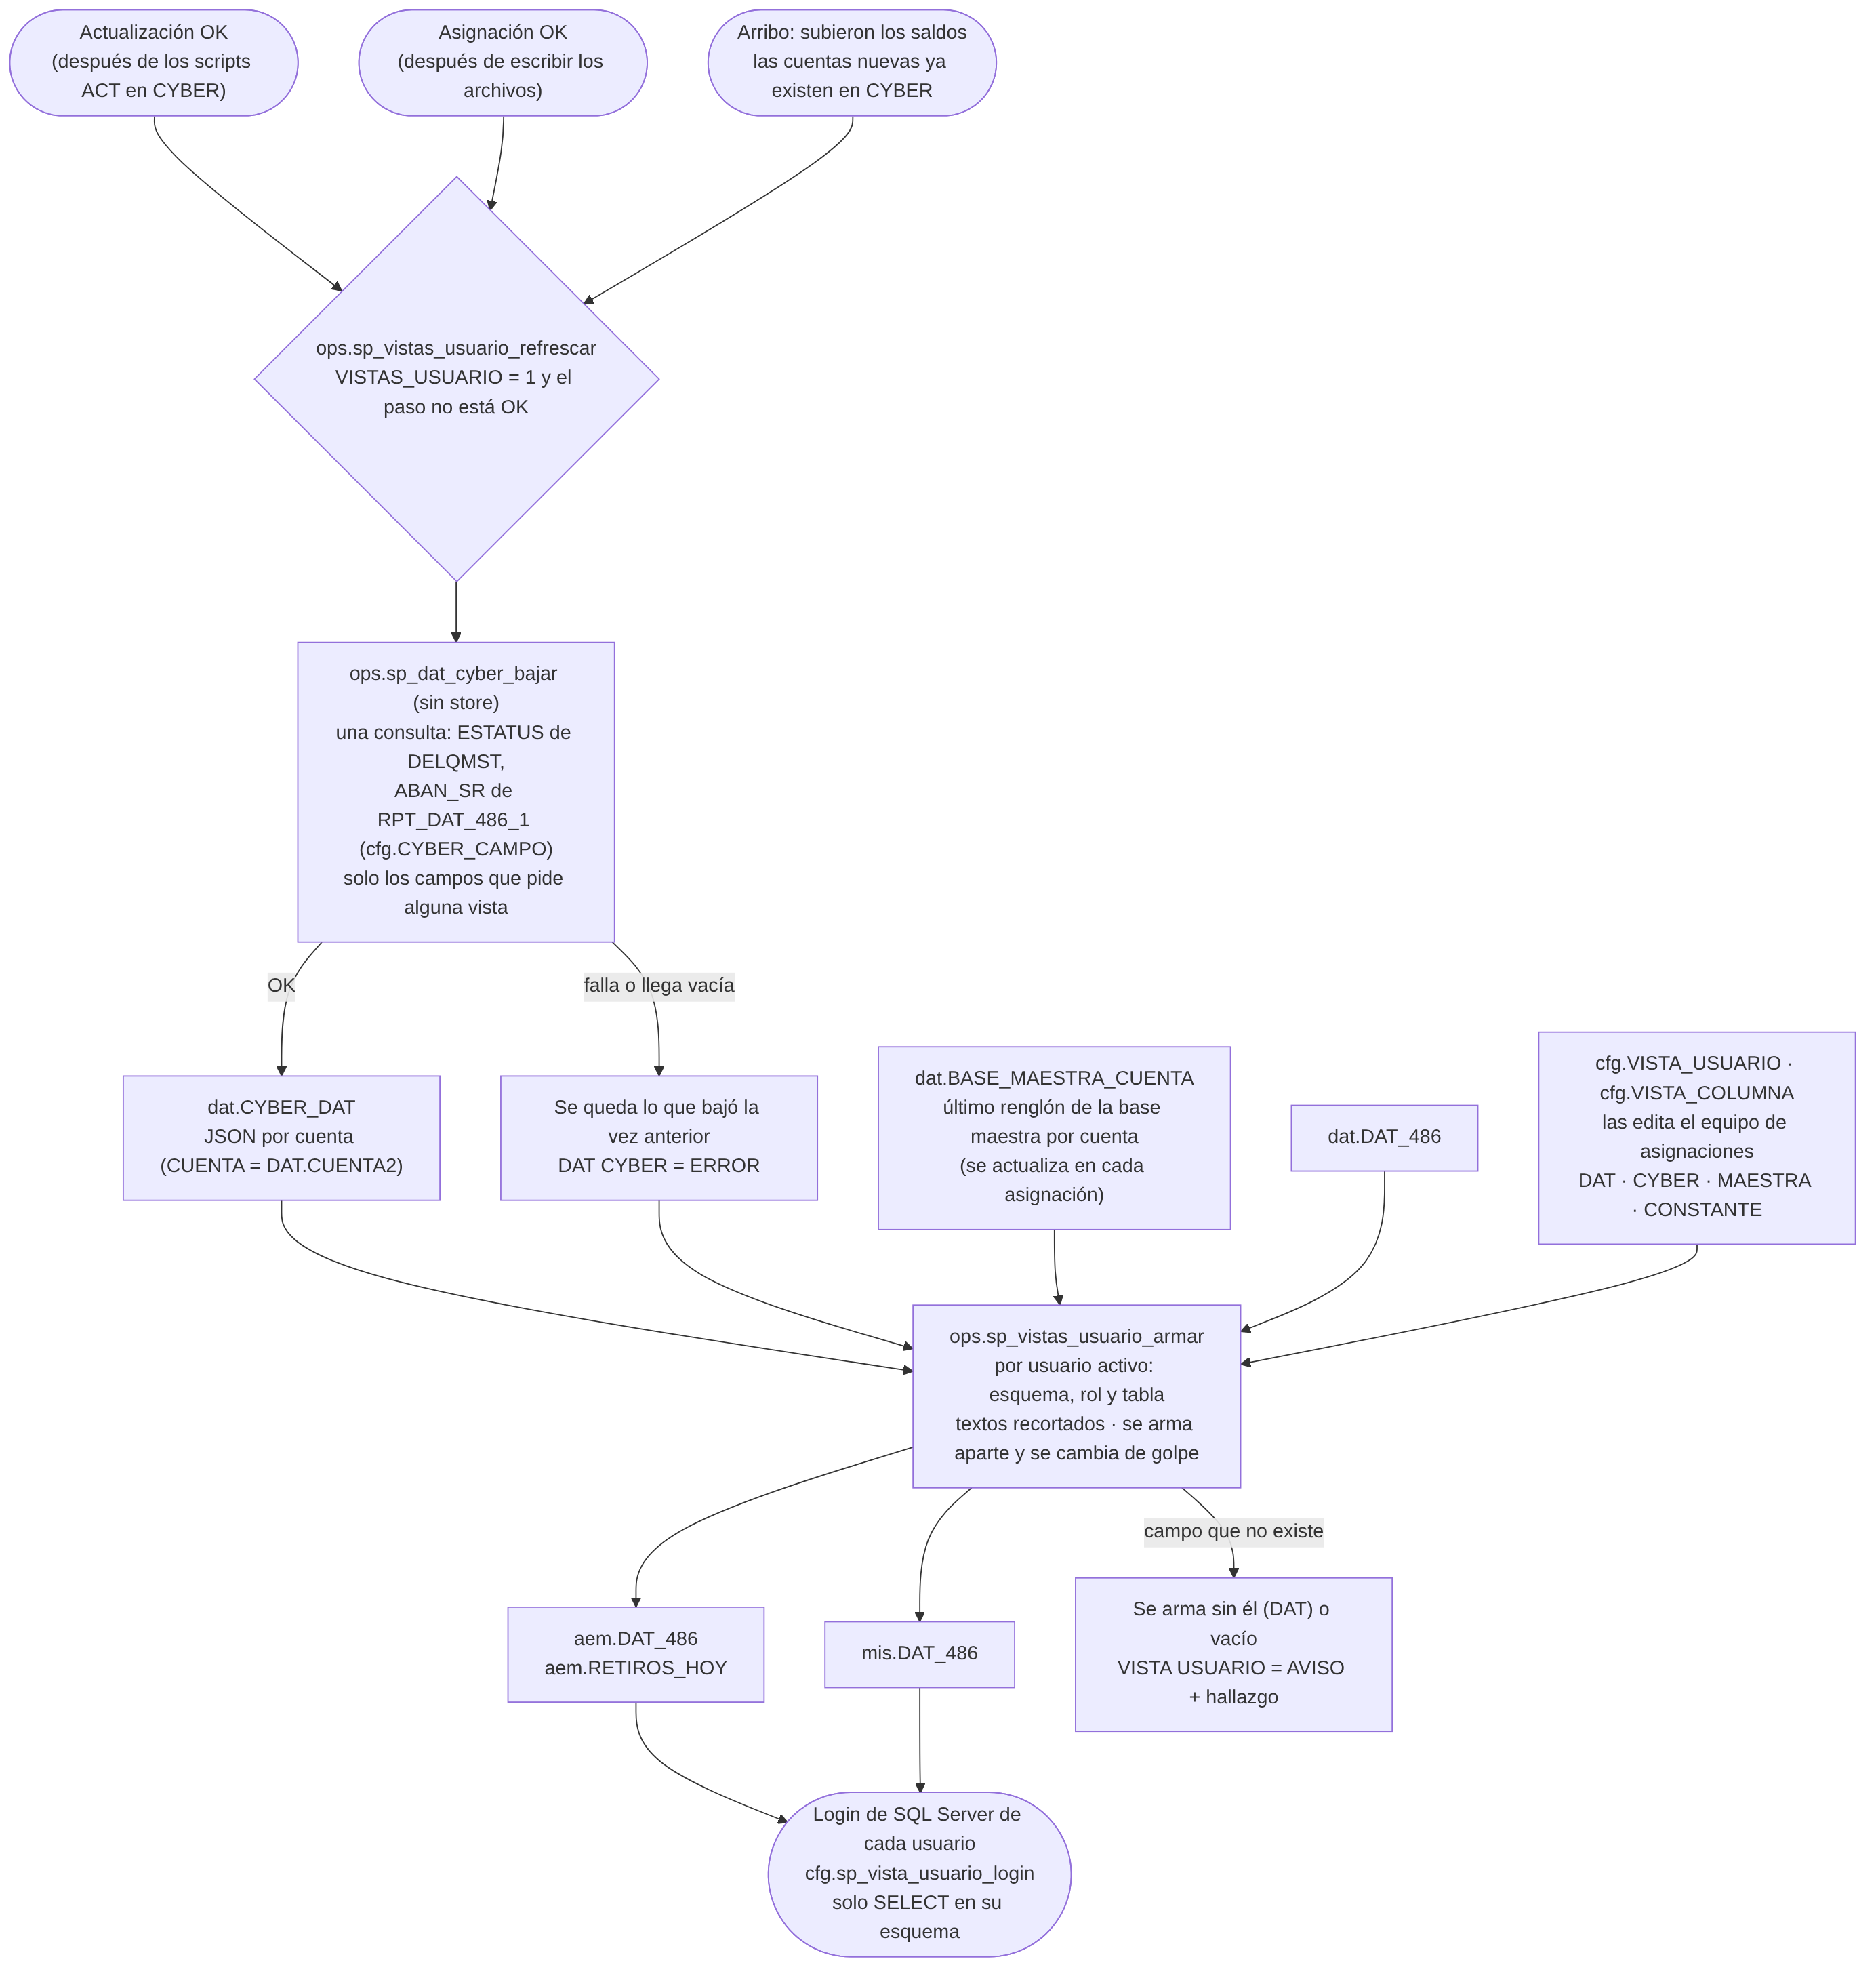 Actualización OK
(después de los scripts
ACT en CYBER)
Asignación OK
(después de escribir los
archivos)
Arribo: subieron los saldos
las cuentas nuevas ya
existen en CYBER
ops.sp_vistas_usuario_refrescar
VISTAS_USUARIO = 1 y el
paso no está OK
ops.sp_dat_cyber_bajar
(sin store)
una consulta: ESTATUS de
DELQMST,
ABAN_SR de
RPT_DAT_486_1
(cfg.CYBER_CAMPO)
solo los campos que pide
alguna vista
OK
falla o llega vacía
dat.CYBER_DAT
JSON por cuenta
(CUENTA = DAT.CUENTA2)
Se queda lo que bajó la
vez anterior
DAT CYBER = ERROR
dat.BASE_MAESTRA_CUENTA
último renglón de la base
maestra por cuenta
(se actualiza en cada
asignación)
dat.DAT_486
cfg.VISTA_USUARIO ·
cfg.VISTA_COLUMNA
las edita el equipo de
asignaciones
DAT · CYBER · MAESTRA
· CONSTANTE
ops.sp_vistas_usuario_armar
por usuario activo:
esquema, rol y tabla
textos recortados · se arma
aparte y se cambia de golpe
campo que no existe
aem.DAT_486
aem.RETIROS_HOY
mis.DAT_486
Se arma sin él (DAT) o
vacío
VISTA USUARIO = AVISO
+ hallazgo
Login de SQL Server de
cada usuario
cfg.sp_vista_usuario_login
solo SELECT en su
esquema